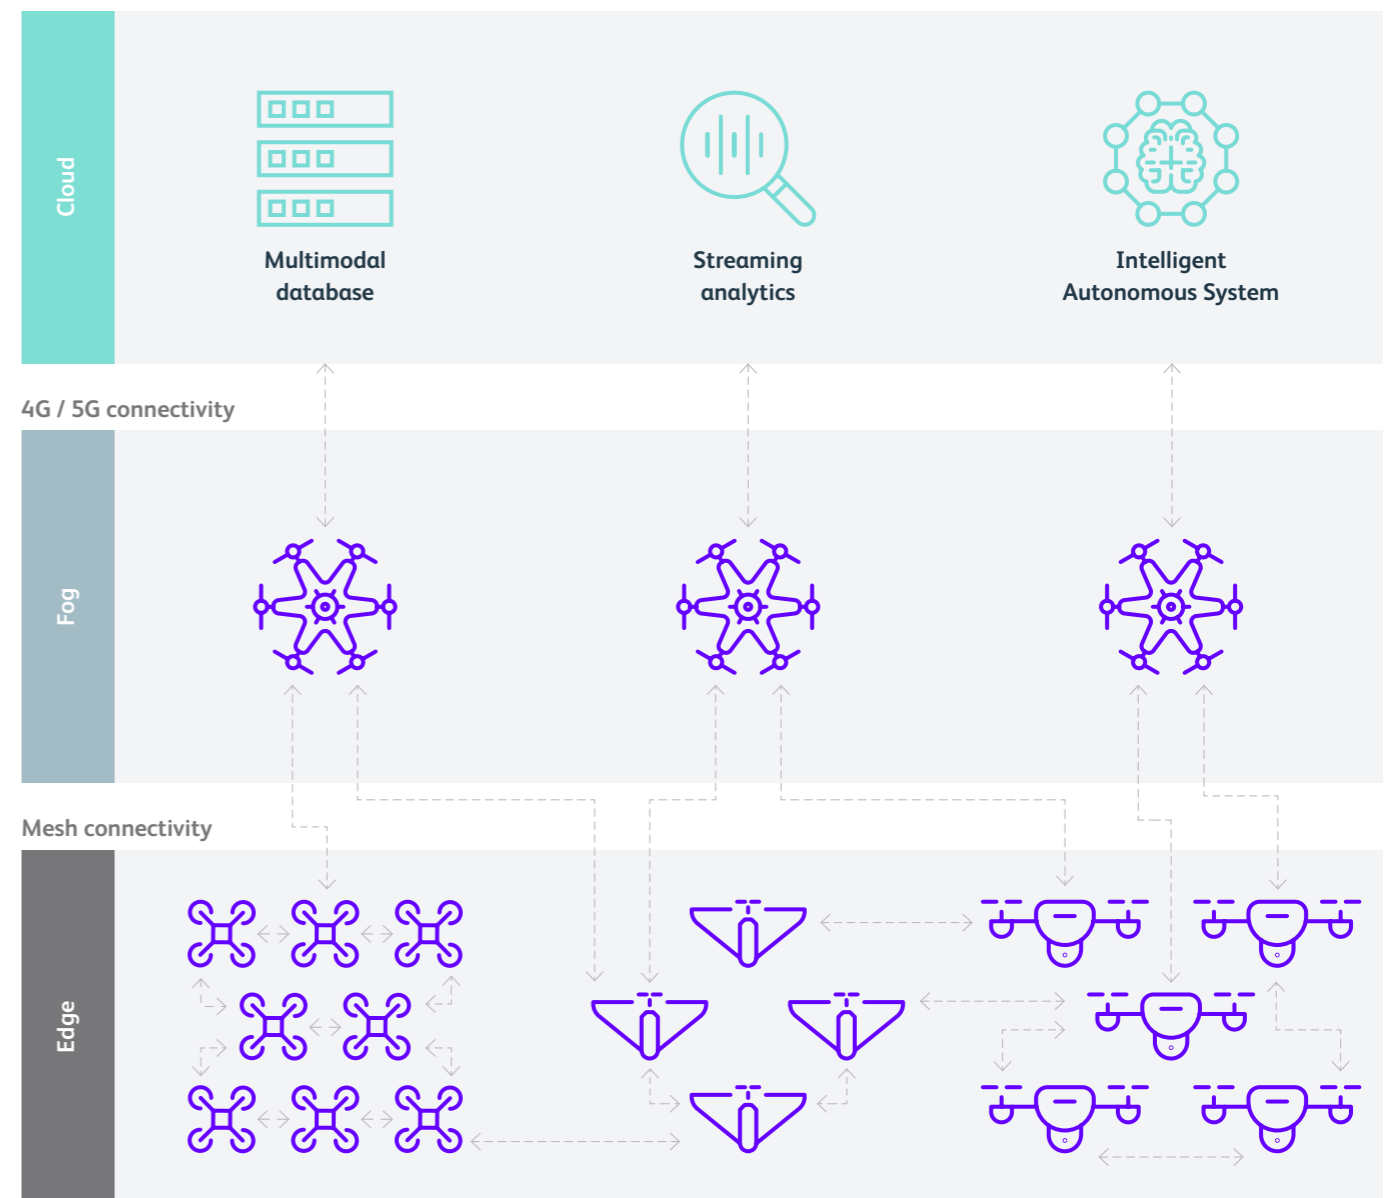 Cloud
Multimodal
database
Streaming
analytics
Intelligent
Autonomous System
4G / 5G connectivity
Fog
Mesh connectivity
Edge